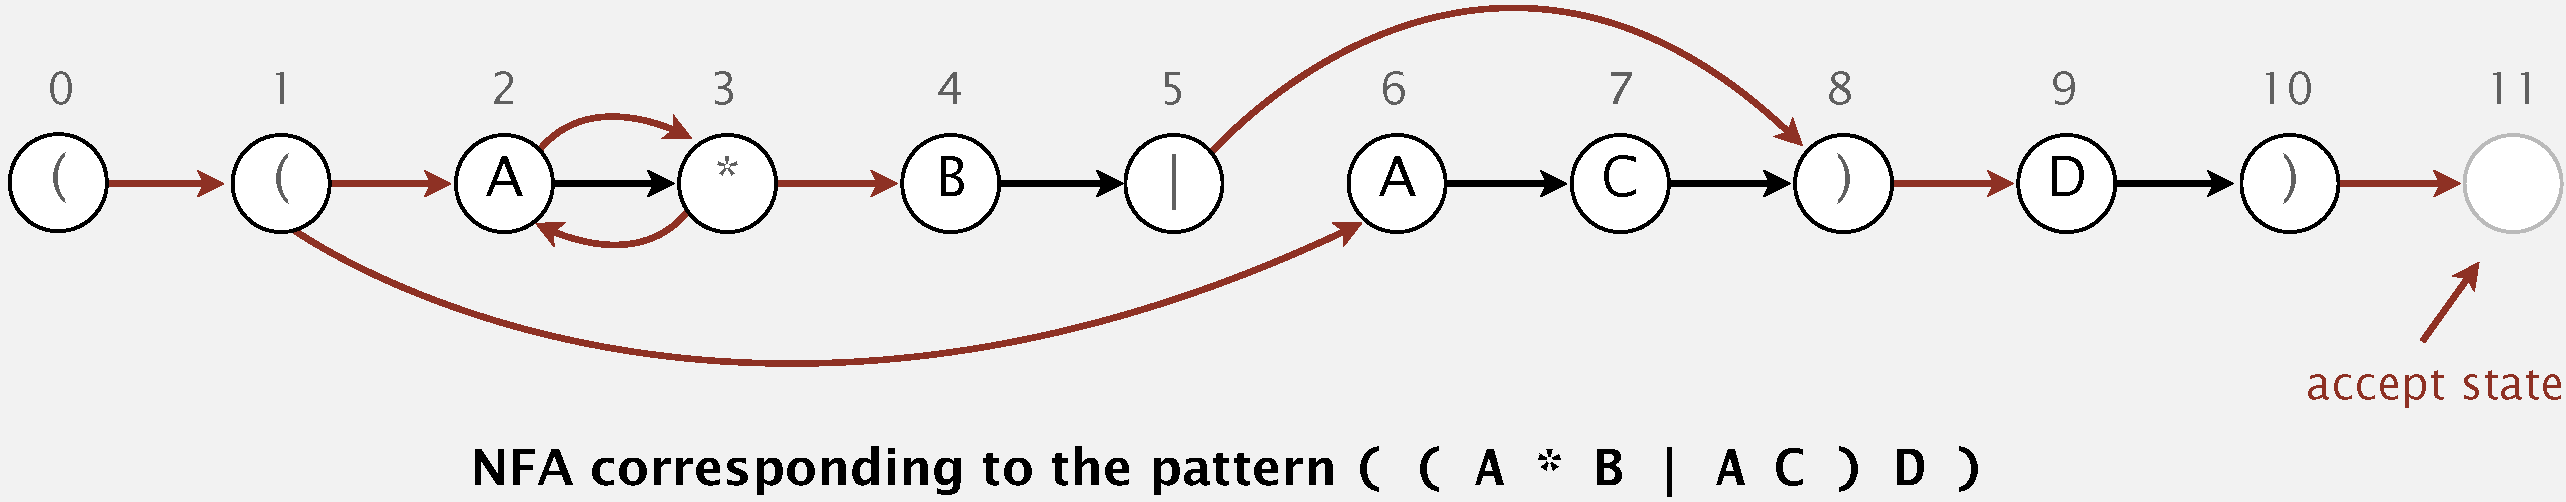 0 1 2 3 4 5 6 7 8 9 10 11
( ( A * B | A C ) D )
accept state
NFA corresponding to the pattern ( ( A * B | A C ) D )